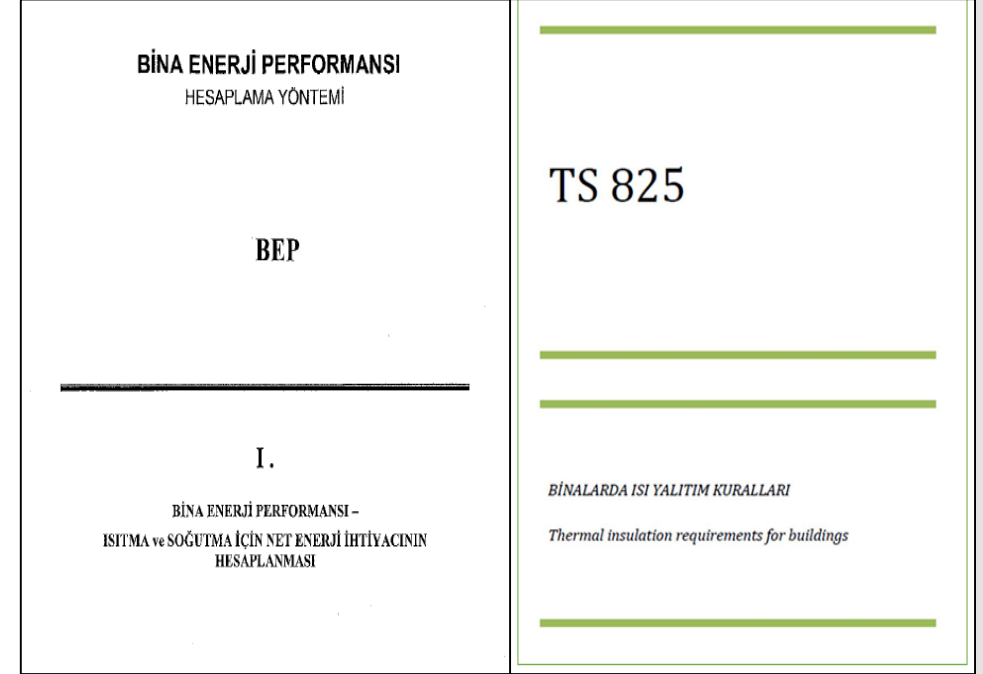 BİNA ENERJİ PERFORMANSI
HESAPLAMA YÖNTEMİ
BEP
I.
BİNA ENERJİ PERFORMANSI –
ISITMA ve SOĞUTMA İÇİN NET ENERJİ İHTİYACININ
HESAPLANMASI
TS 825
BİNALARDA ISI YALITIM KURALLARI
Thermal insulation requirements for buildings